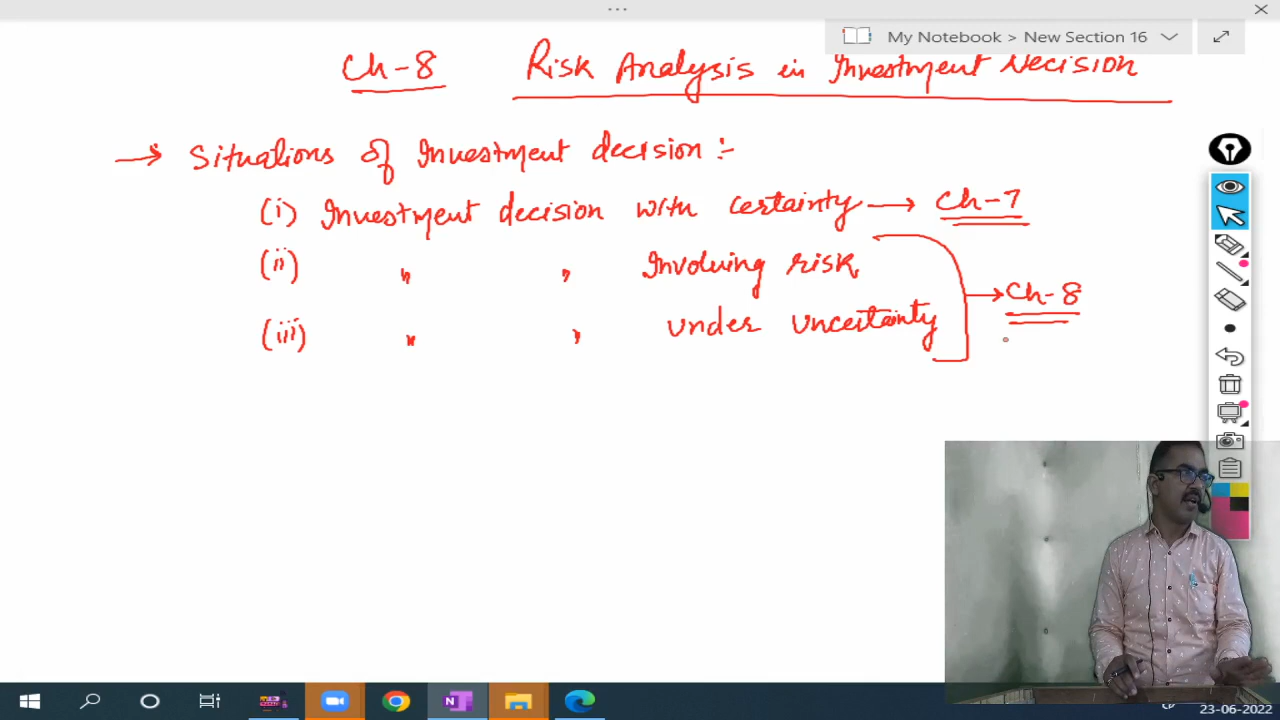 My Notebook > New Section 16
Ch-8 Risk Analysis in Investment Decision
→ Situations of Investment decision :-
(i) Investment decision with certainty → Ch-7
(ii) " " Involving risk
→ Ch-8
(iii) " " under uncertainty
23-06-2022